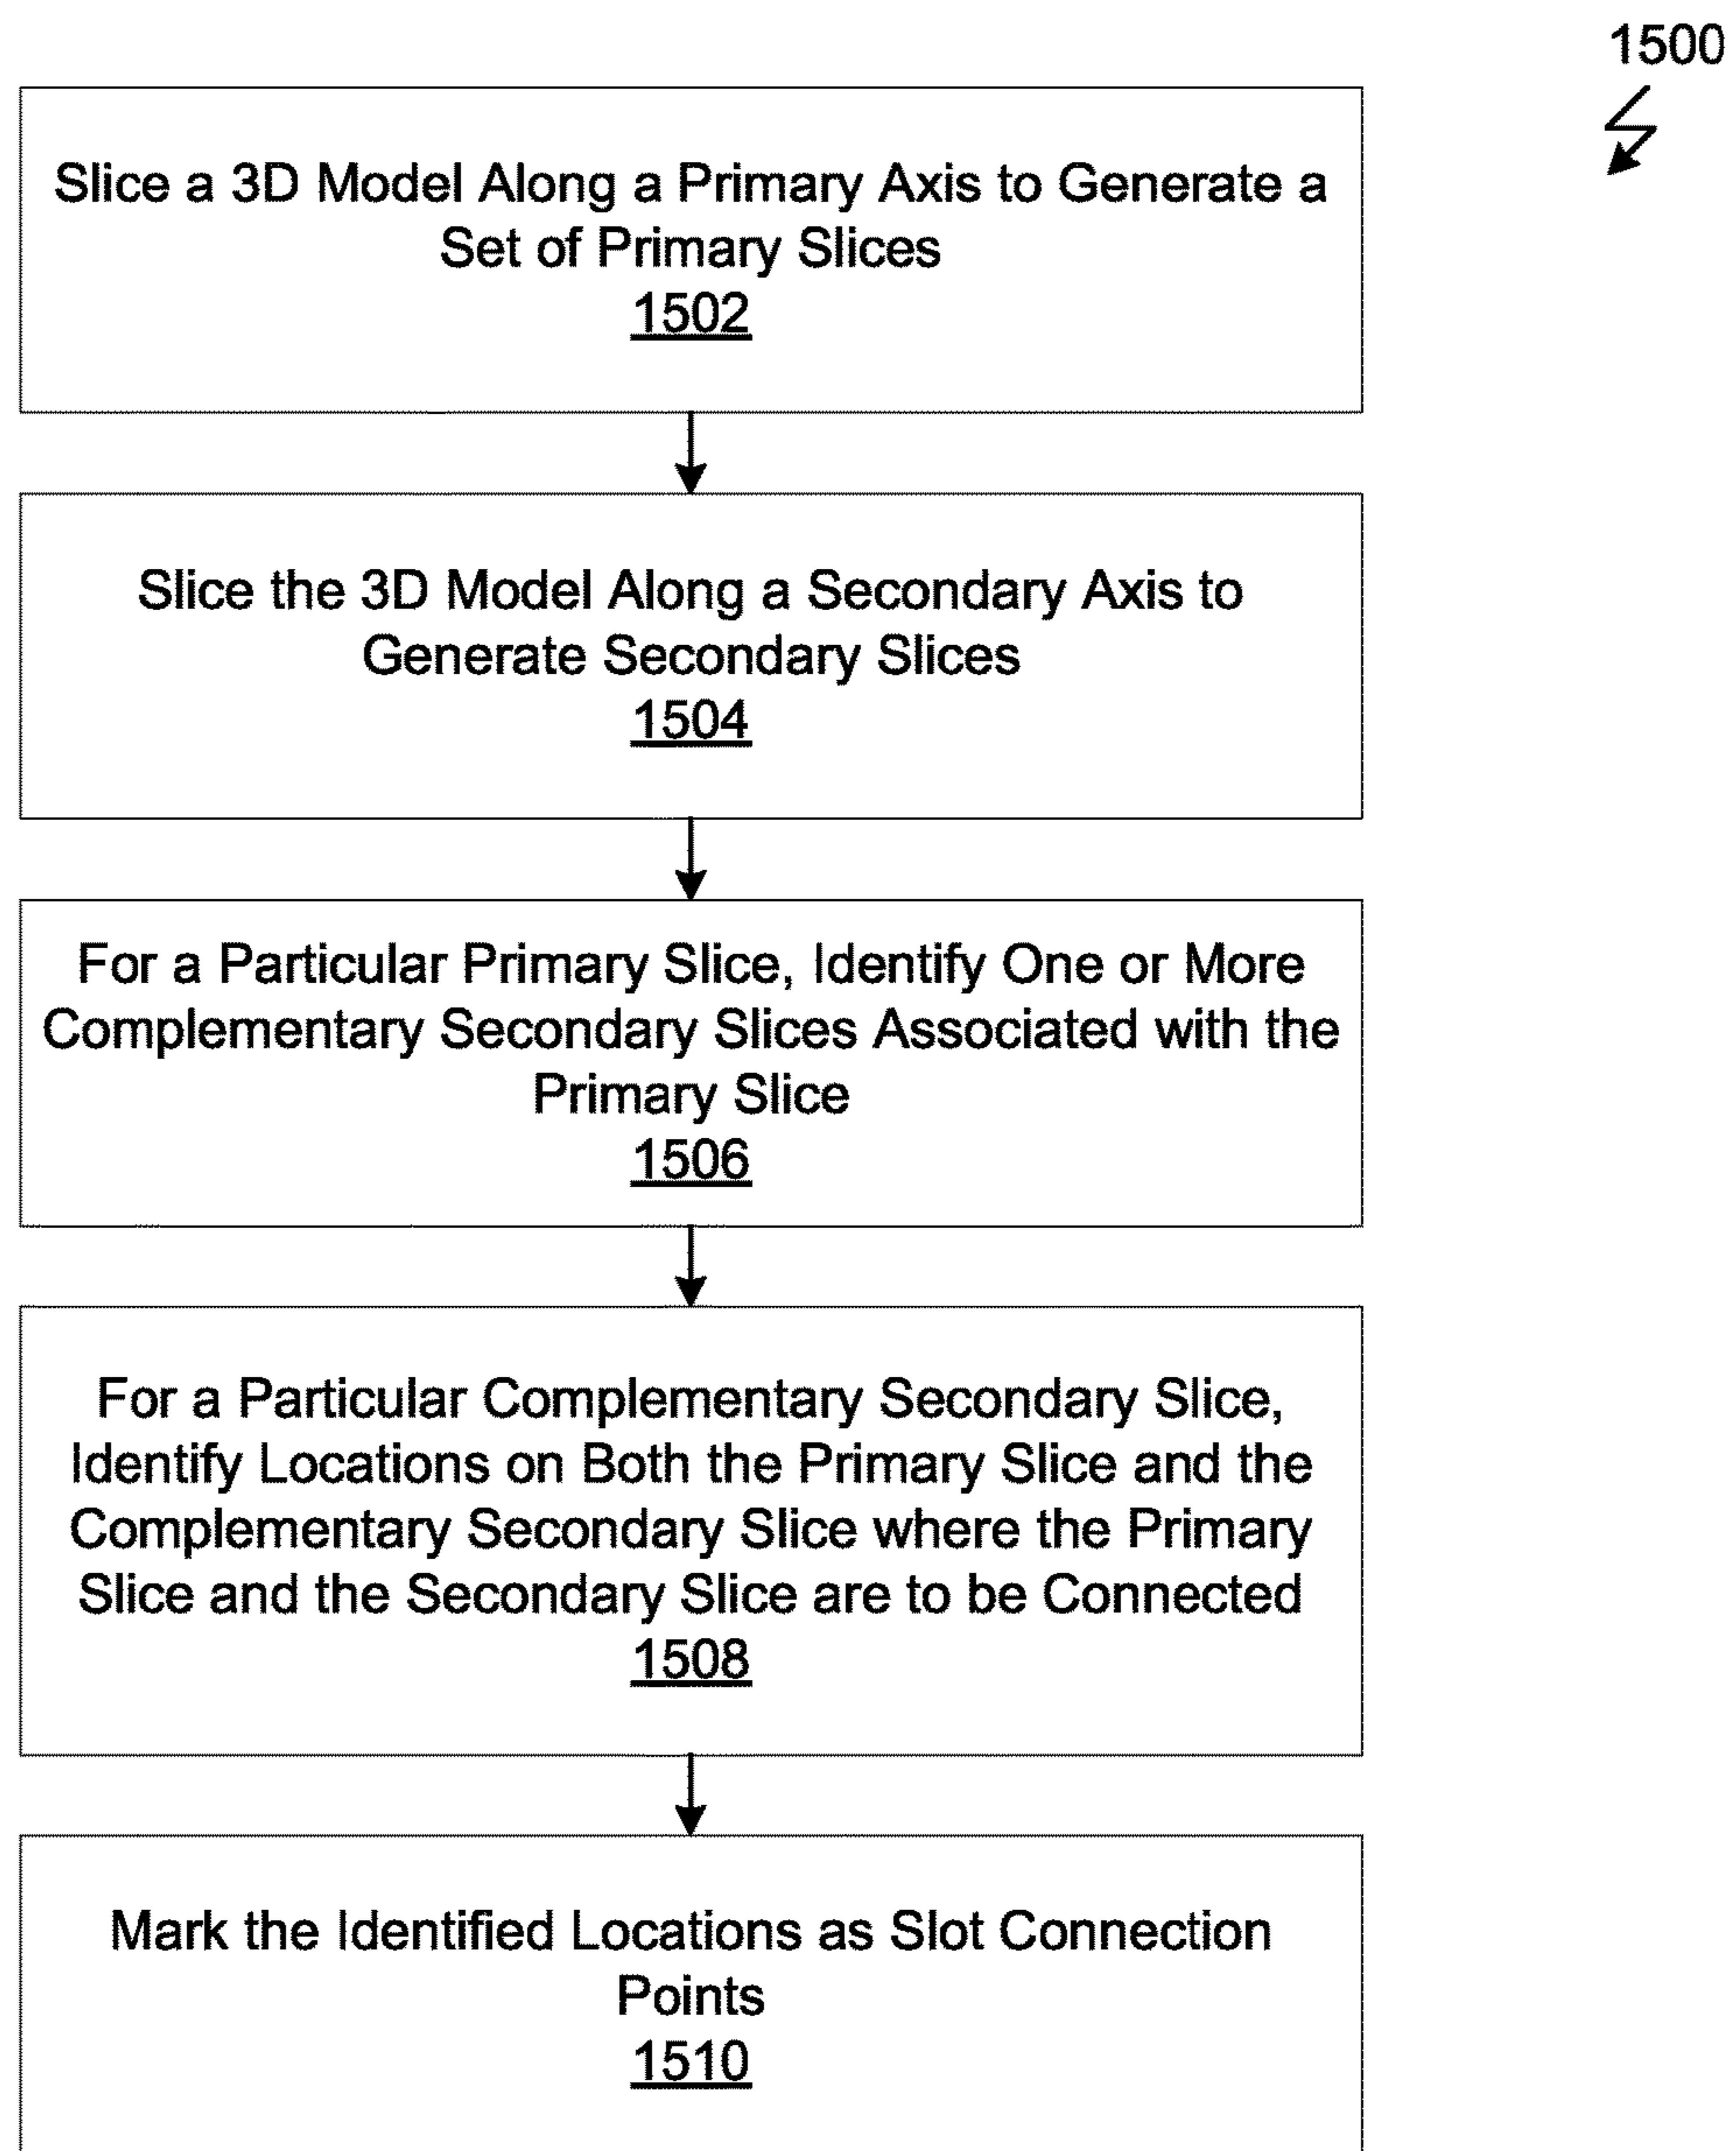 1500
Slice a 3D Model Along a Primary Axis to Generate a
Set of Primary Slices
1502
Slice the 3D Model Along a Secondary Axis to
Generate Secondary Slices
1504
For a Particular Primary Slice, Identify One or More
Complementary Secondary Slices Associated with the
Primary Slice
1506
For a Particular Complementary Secondary Slice,
Identify Locations on Both the Primary Slice and the
Complementary Secondary Slice where the Primary
Slice and the Secondary Slice are to be Connected
1508
Mark the Identified Locations as Slot Connection
Points
1510